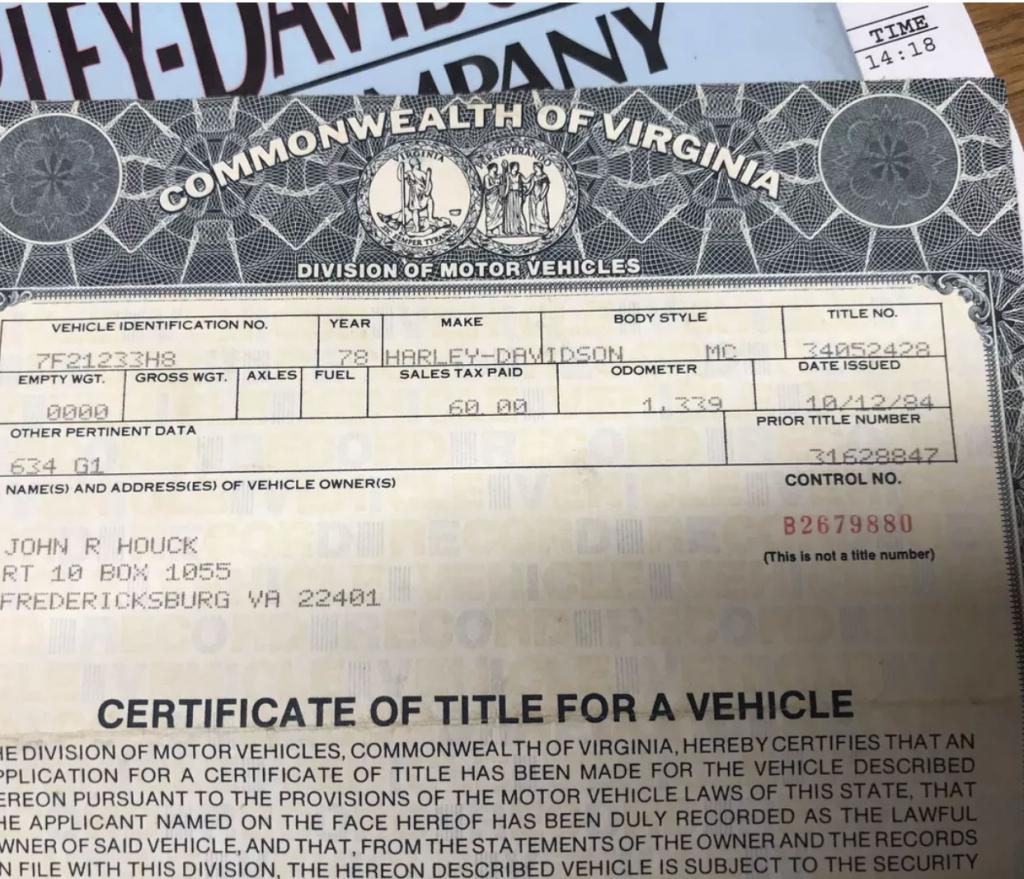 LEY-DAVIDS
MPANY
TIME
14:18
COMMONWEALTH OF VIRGINIA
VIRGINIA
PERSEVERANDO
SEMPER TYR
DIVISION OF MOTOR VEHICLES
VEHICLE IDENTIFICATION NO. YEAR MAKE BODY STYLE TITLE NO.
7F21233H8 78 HARLEY-DAVIDSON MC 34052428
EMPTY WGT. GROSS WGT. AXLES FUEL SALES TAX PAID ODOMETER DATE ISSUED
0000 60.00 1,339 10/12/84
OTHER PERTINENT DATA PRIOR TITLE NUMBER
634 G1 31628847
NAME(S) AND ADDRESS(ES) OF VEHICLE OWNER(S) CONTROL NO.
B2679880
(This is not a title number)
JOHN R HOUCK
RT 10 BOX 1055
FREDERICKSBURG VA 22401
CERTIFICATE OF TITLE FOR A VEHICLE
HE DIVISION OF MOTOR VEHICLES, COMMONWEALTH OF VIRGINIA, HEREBY CERTIFIES THAT AN
PPLICATION FOR A CERTIFICATE OF TITLE HAS BEEN MADE FOR THE VEHICLE DESCRIBED
EREON PURSUANT TO THE PROVISIONS OF THE MOTOR VEHICLE LAWS OF THIS STATE, THAT
HE APPLICANT NAMED ON THE FACE HEREOF HAS BEEN DULY RECORDED AS THE LAWFUL
WNER OF SAID VEHICLE, AND THAT, FROM THE STATEMENTS OF THE OWNER AND THE RECORDS
N FILE WITH THIS DIVISION, THE HEREON DESCRIBED VEHICLE IS SUBJECT TO THE SECURITY